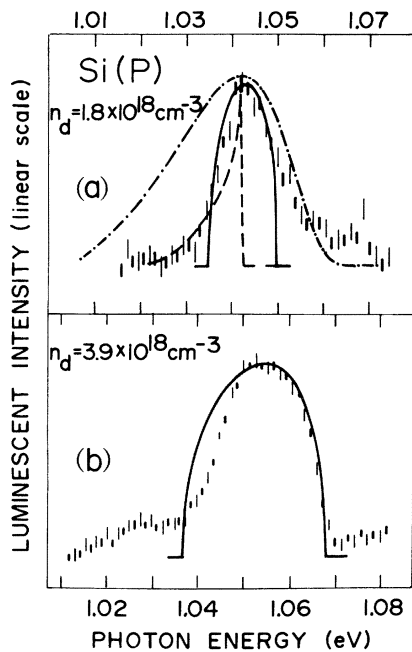 1.01 1.03 1.05 1.07
Si(P)
n_d=1.8×10^18 cm^-3
(a)
n_d=3.9×10^18 cm^-3
(b)
1.02 1.04 1.06 1.08
PHOTON ENERGY (eV)
LUMINESCENT INTENSITY (linear scale)